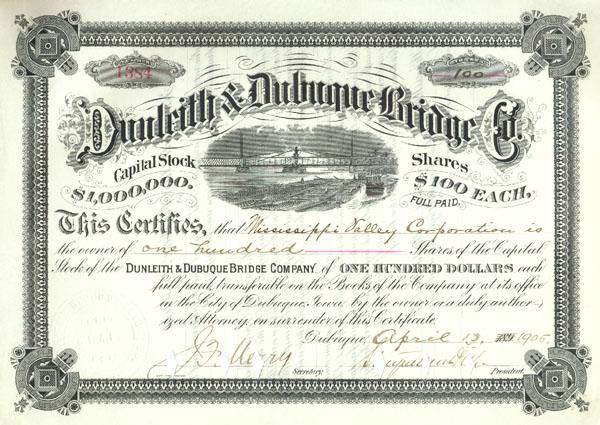 1384
100
Dunleith & Dubuque Bridge Co.
Capital Stock
$1,000,000.
Shares
$100 EACH.
FULL PAID.
This Certifies, that Mississippi Valley Corporation is
the owner of one hundred Shares of the Capital
Stock of the DUNLEITH & DUBUQUE BRIDGE COMPANY of ONE HUNDRED DOLLARS each
full paid, transferable on the Books of the Company at its office
in the City of Dubuque, Iowa, by the owner or a duly author-
ized Attorney, on surrender of this Certificate.
Dubuque, April 12, 1905.
Secretary. President.